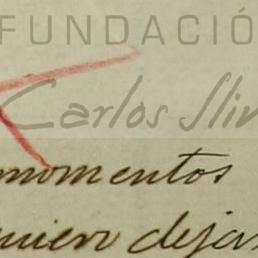 FUNDACIÓ
Carlos Slim
momentos
quiero dejar